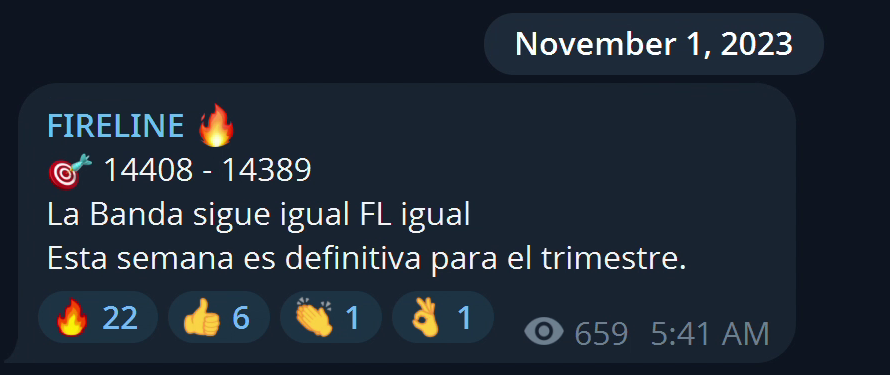 November 1, 2023
FIRELINE 🔥
🎯 14408 - 14389
La Banda sigue igual FL igual
Esta semana es definitiva para el trimestre.
🔥 22 👍 6 👏 1 👌 1 659 5:41 AM